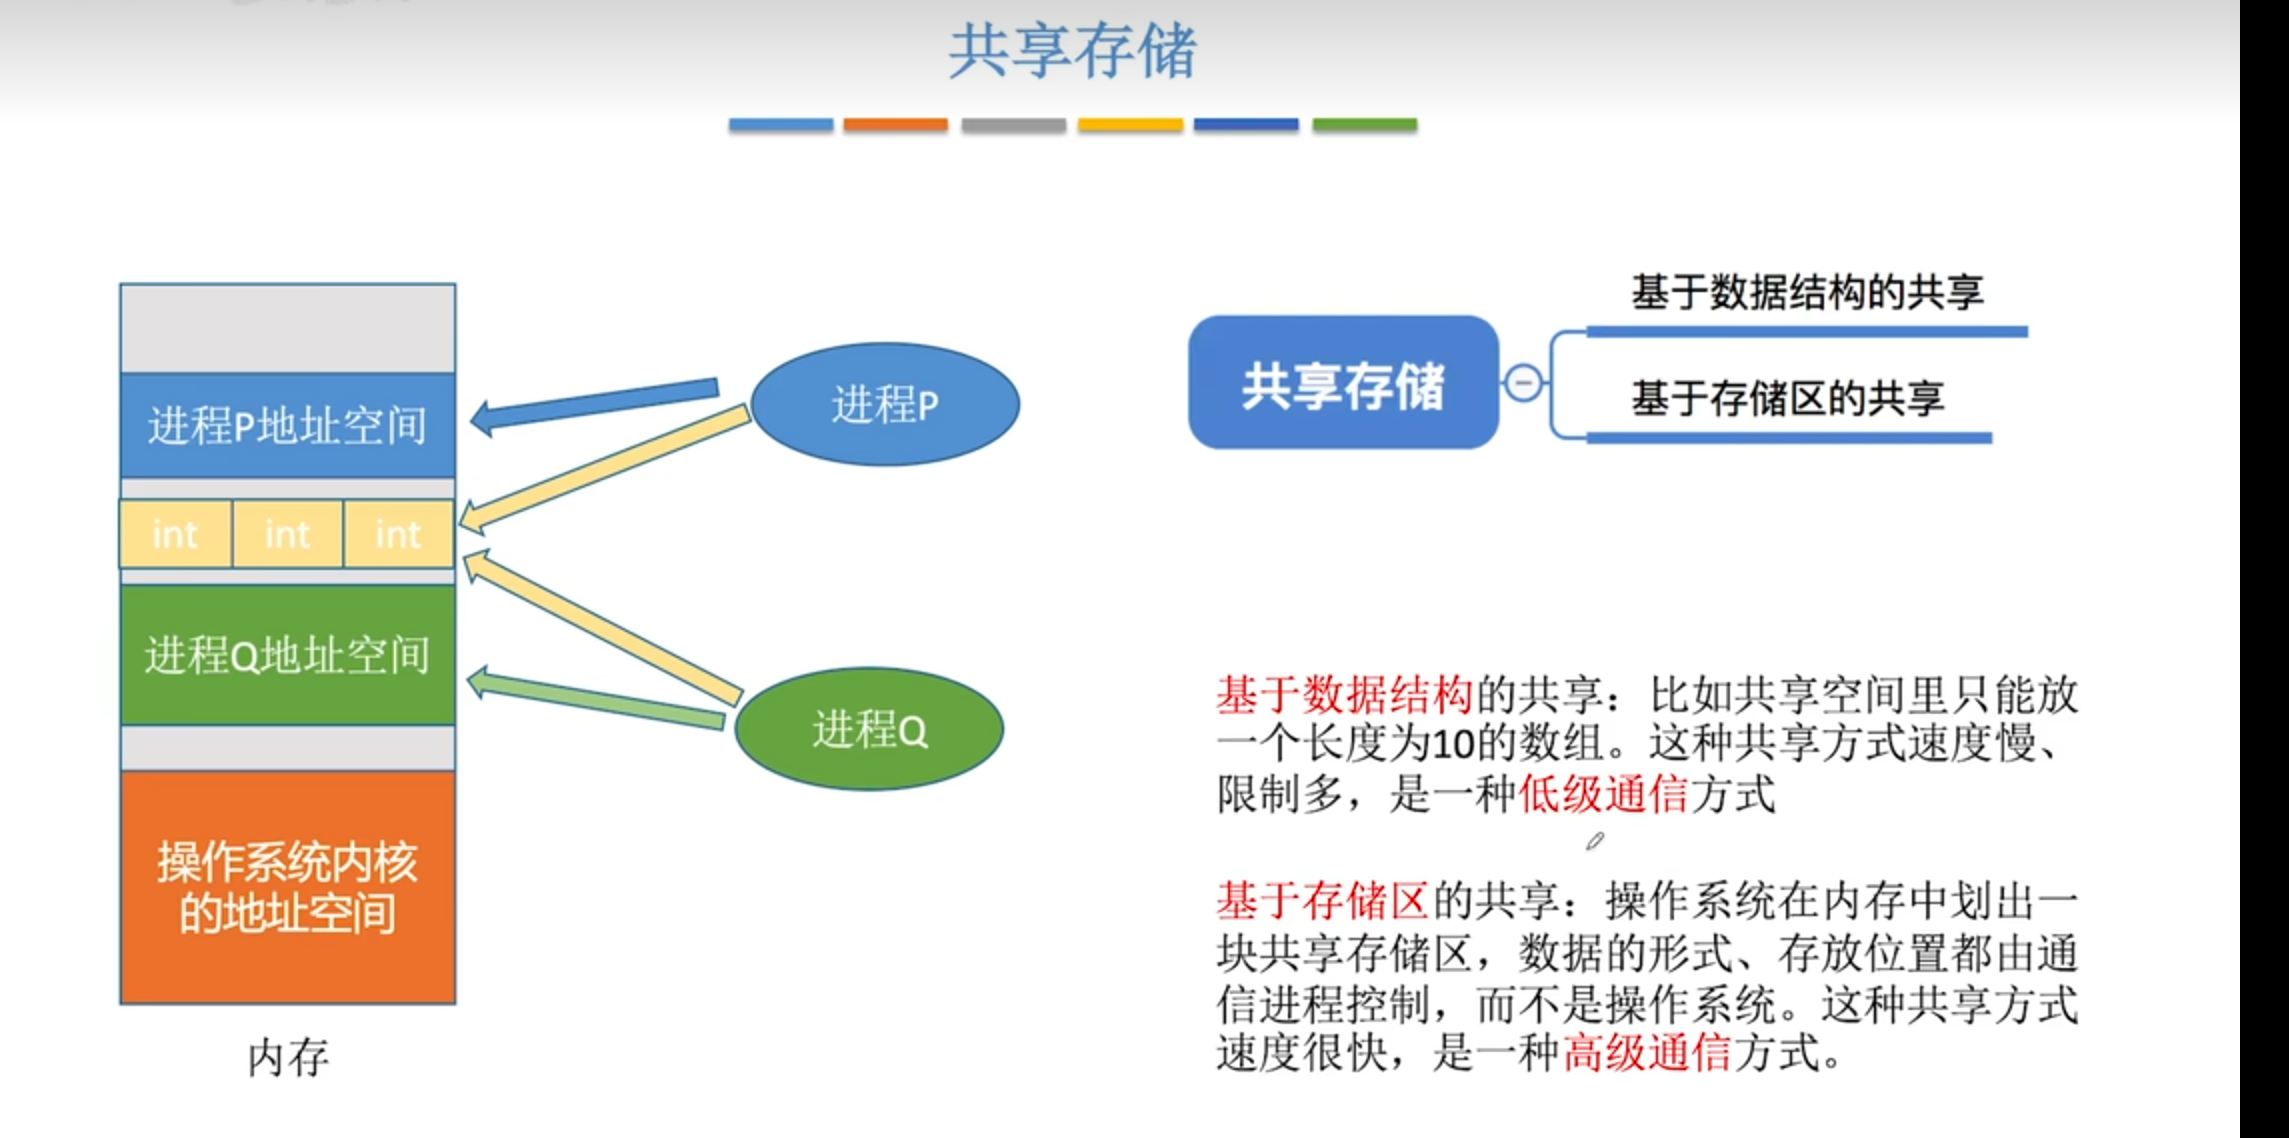 共享存储
进程P地址空间
int int int
进程Q地址空间
操作系统内核
的地址空间
内存
进程P
进程Q
共享存储
基于数据结构的共享
基于存储区的共享
基于数据结构的共享：比如共享空间里只能放
一个长度为10的数组。这种共享方式速度慢、
限制多，是一种低级通信方式
基于存储区的共享：操作系统在内存中划出一
块共享存储区，数据的形式、存放位置都由通
信进程控制，而不是操作系统。这种共享方式
速度很快，是一种高级通信方式。